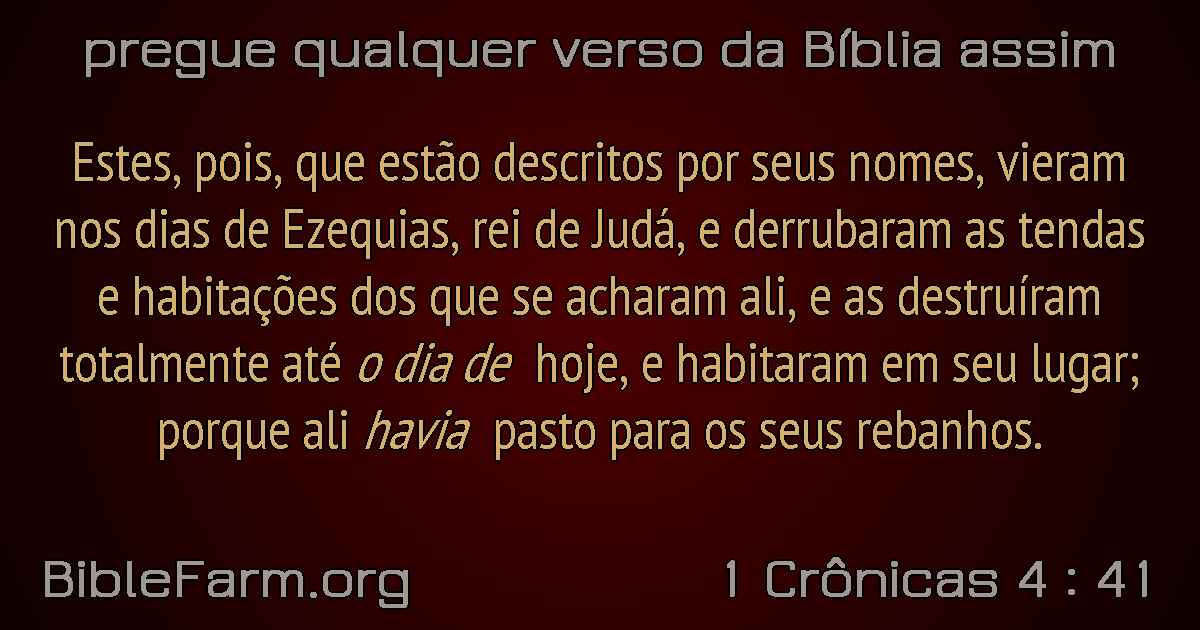 pregue qualquer verso da Bíblia assim
Estes, pois, que estão descritos por seus nomes, vieram
nos dias de Ezequias, rei de Judá, e derrubaram as tendas
e habitações dos que se acharam ali, e as destruíram
totalmente até o dia de hoje, e habitaram em seu lugar;
porque ali havia pasto para os seus rebanhos.
BibleFarm.org
1 Crônicas 4 : 41